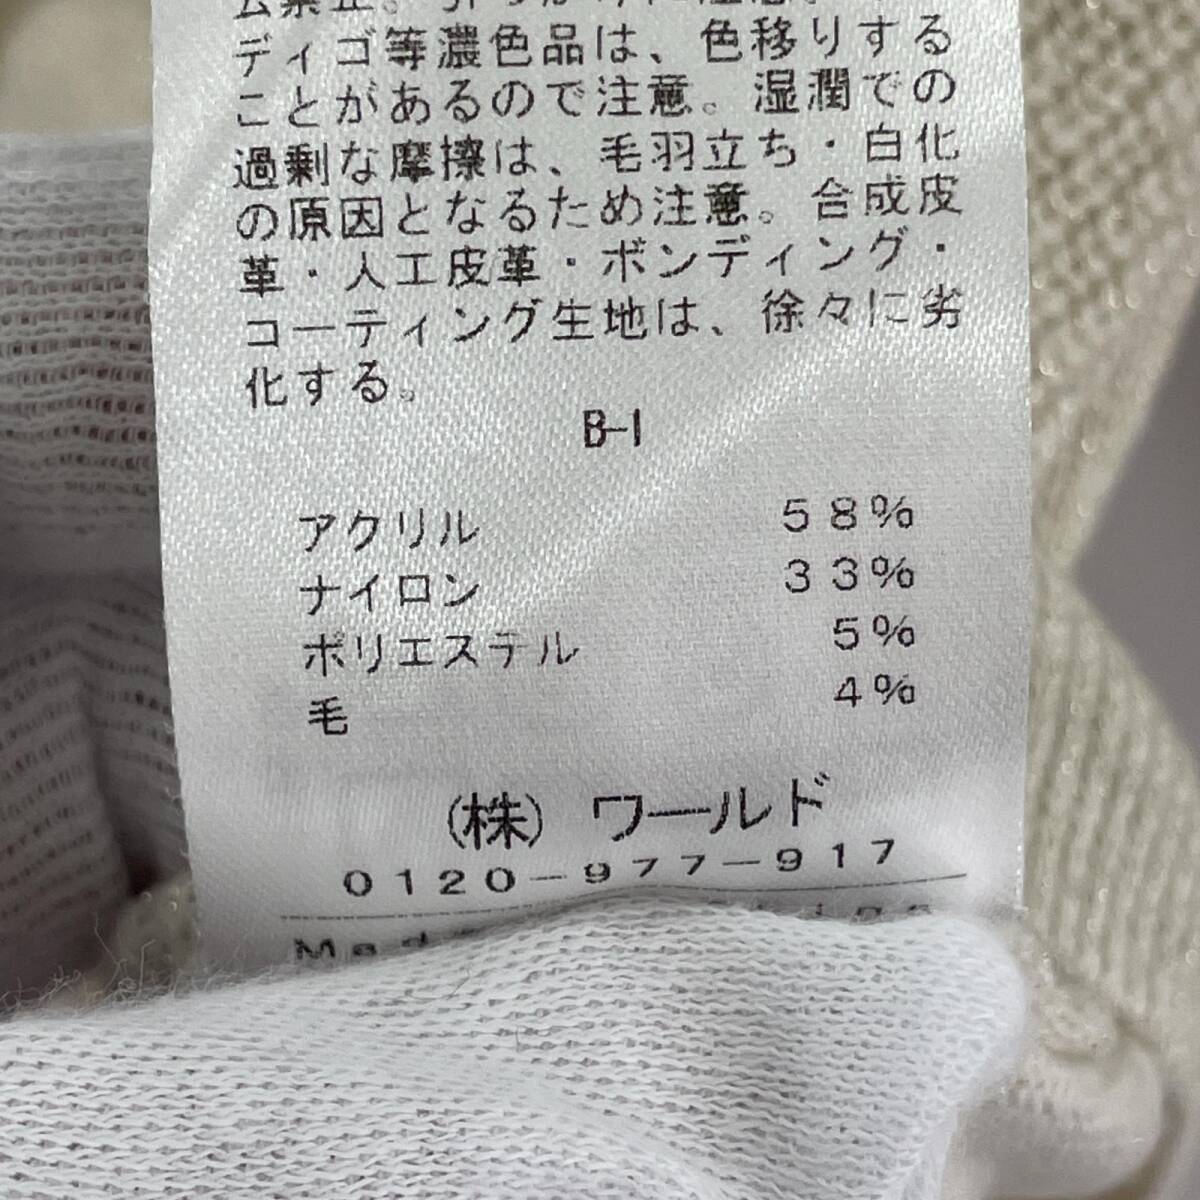 ディゴ等濃色品は、色移りする
ことがあるので注意。湿潤での
過剰な摩擦は、毛羽立ち・白化
の原因となるため注意。合成皮
革・人工皮革・ボンディング・
コーティング生地は、徐々に劣
化する。
B-1
アクリル 58%
ナイロン 33%
ポリエステル 5%
毛 4%
(株) ワールド
0120-977-917